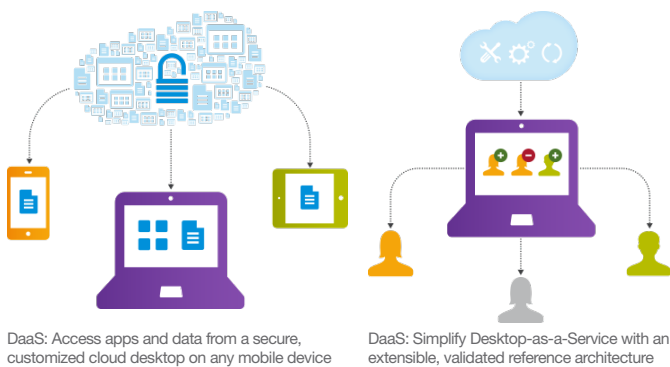 DaaS: Access apps and data from a secure,
customized cloud desktop on any mobile device
DaaS: Simplify Desktop-as-a-Service with an
extensible, validated reference architecture